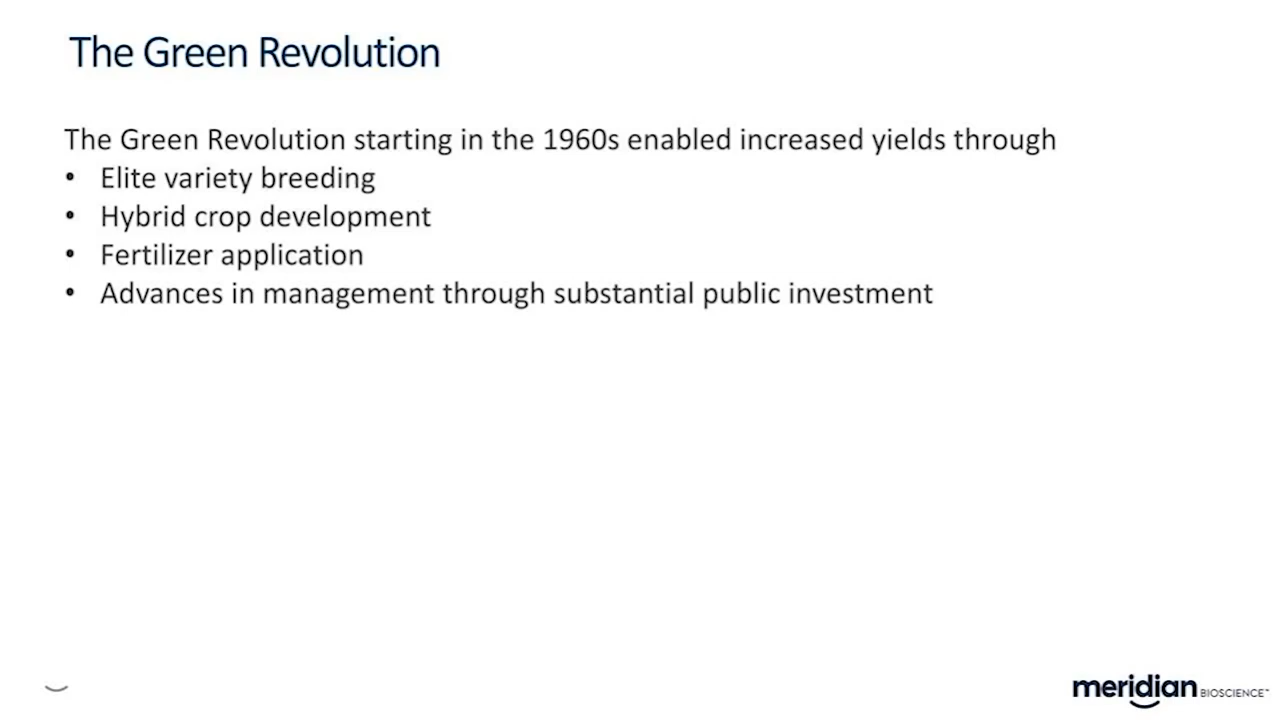 The Green Revolution
The Green Revolution starting in the 1960s enabled increased yields through
• Elite variety breeding
• Hybrid crop development
• Fertilizer application
• Advances in management through substantial public investment
meridian BIOSCIENCE™